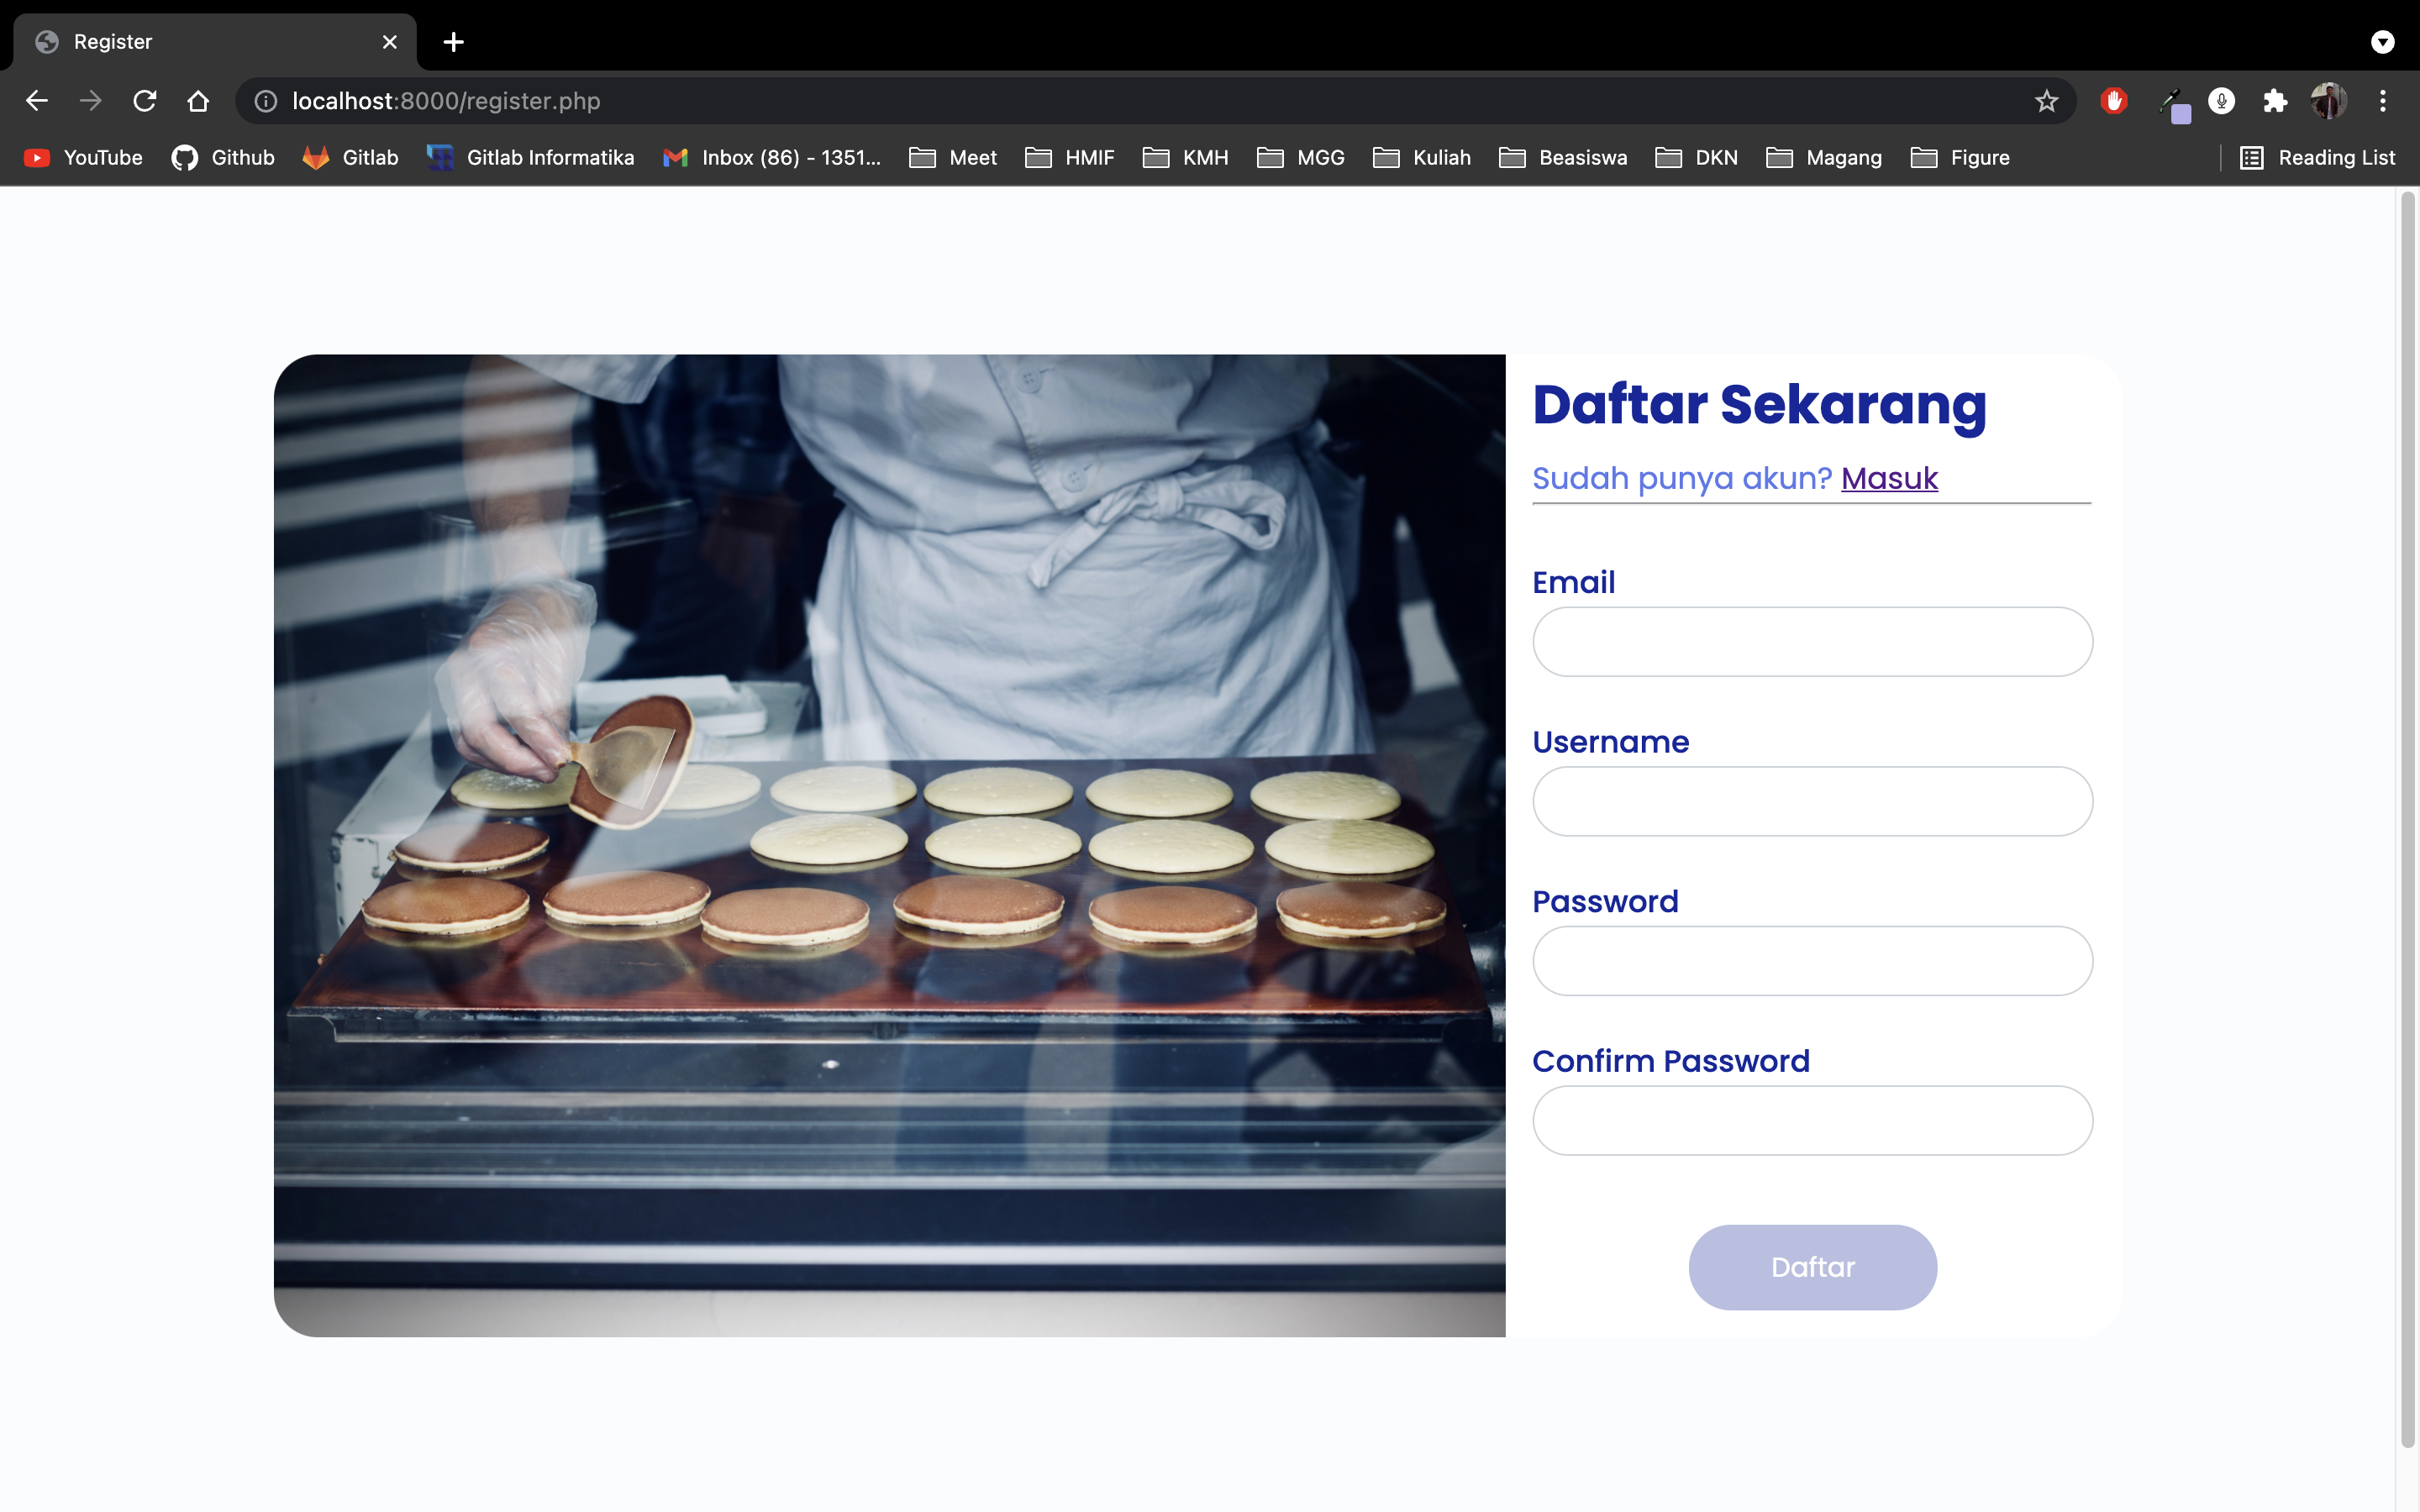 Register
localhost:8000/register.php
YouTube Github Gitlab Gitlab Informatika Inbox (86) - 1351... Meet HMIF KMH MGG Kuliah Beasiswa DKN Magang Figure Reading List
Daftar Sekarang
Sudah punya akun? Masuk
Email
Username
Password
Confirm Password
Daftar